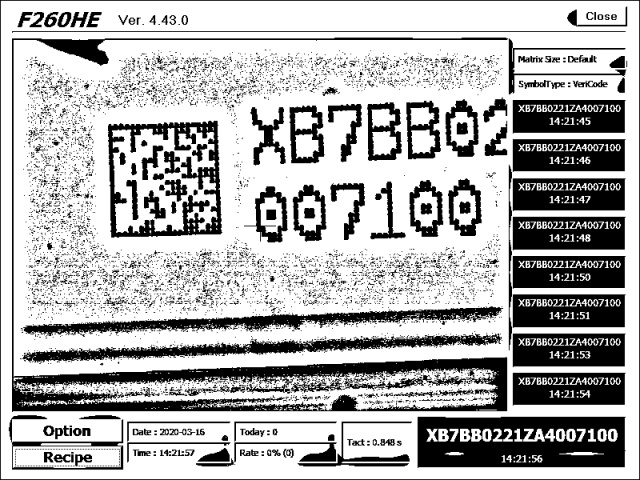 F260HE Ver. 4.43.0
Close
XB7BB02
007100
Matrix Size : Default
SymbolType : VeriCode
XB7BB0221ZA4007100
14:21:45
XB7BB0221ZA4007100
14:21:46
XB7BB0221ZA4007100
14:21:47
XB7BB0221ZA4007100
14:21:48
XB7BB0221ZA4007100
14:21:50
XB7BB0221ZA4007100
14:21:51
XB7BB0221ZA4007100
14:21:53
XB7BB0221ZA4007100
14:21:54
Option
Recipe
Date : 2020-03-16
Time : 14:21:57
Today : 0
Rate : 0% (0)
Tact : 0.848 s
XB7BB0221ZA4007100
14:21:56